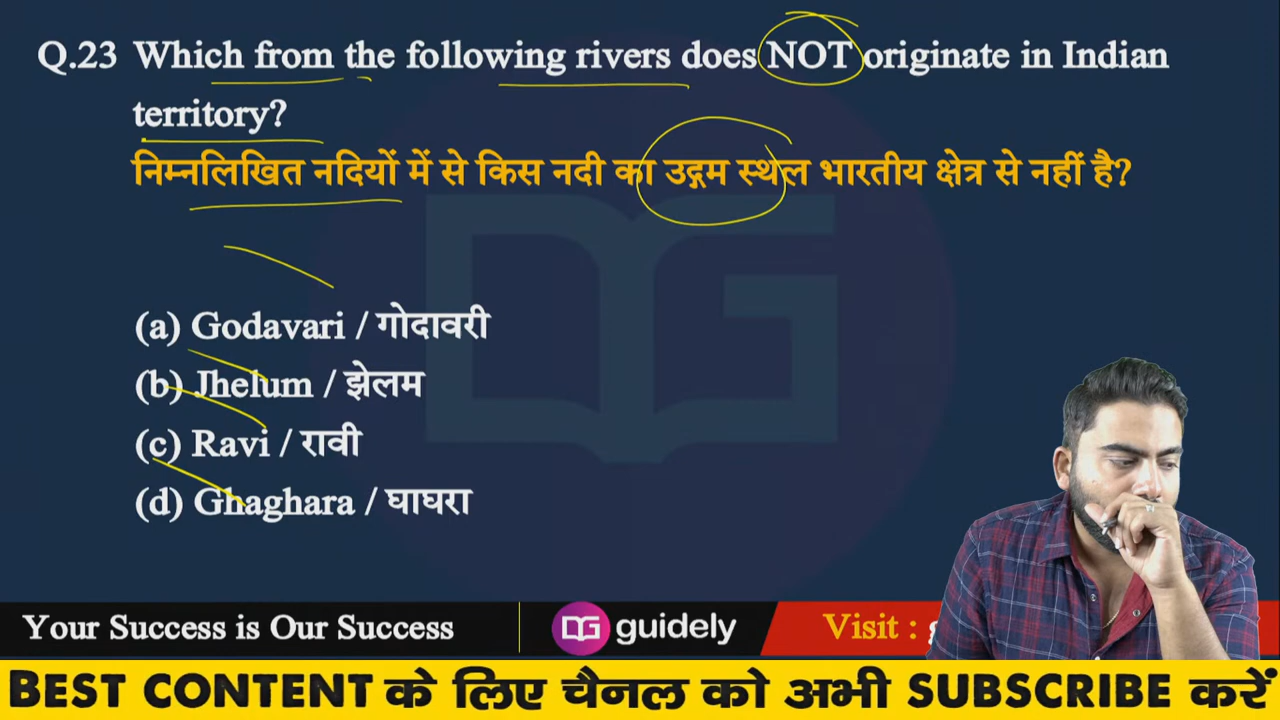 Q.23 Which from the following rivers does NOT originate in Indian
territory?
निम्नलिखित नदियों में से किस नदी का उद्गम स्थल भारतीय क्षेत्र से नहीं है?
(a) Godavari / गोदावरी
(b) Jhelum / झेलम
(c) Ravi / रावी
(d) Ghaghara / घाघरा
Your Success is Our Success
DG guidely
Visit :
BEST CONTENT के लिए चैनल को अभी SUBSCRIBE करें